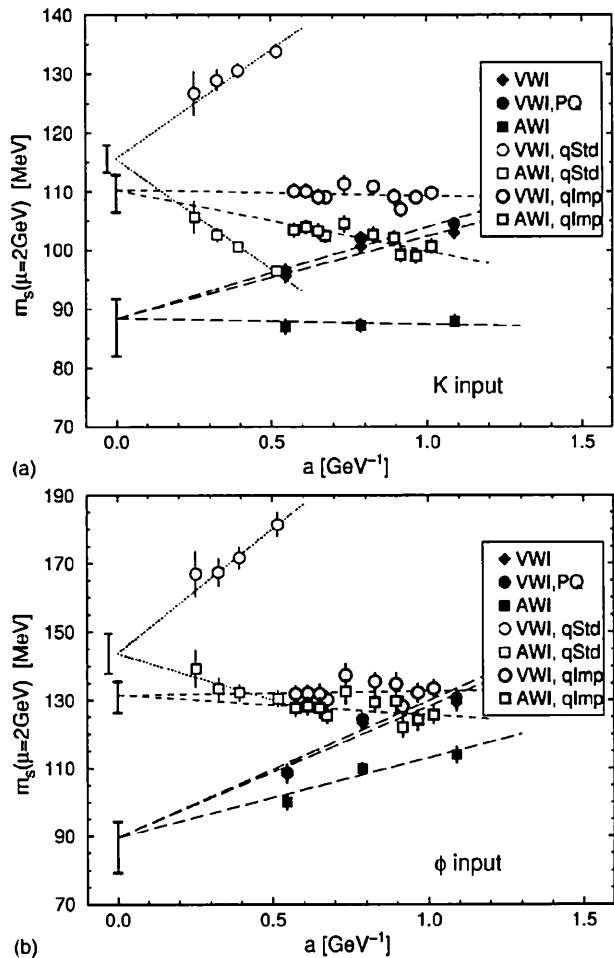 140
130
120
110
100
90
80
70
m_s(μ=2GeV) [MeV]
VWI
VWI,PQ
AWI
VWI, qStd
AWI, qStd
VWI, qImp
AWI, qImp
K input
0.0
0.5
1.0
1.5
(a)
a [GeV⁻¹]
190
170
150
130
110
90
70
m_s(μ=2GeV) [MeV]
VWI
VWI,PQ
AWI
VWI, qStd
AWI, qStd
VWI, qImp
AWI, qImp
ϕ input
0.0
0.5
1.0
1.5
(b)
a [GeV⁻¹]